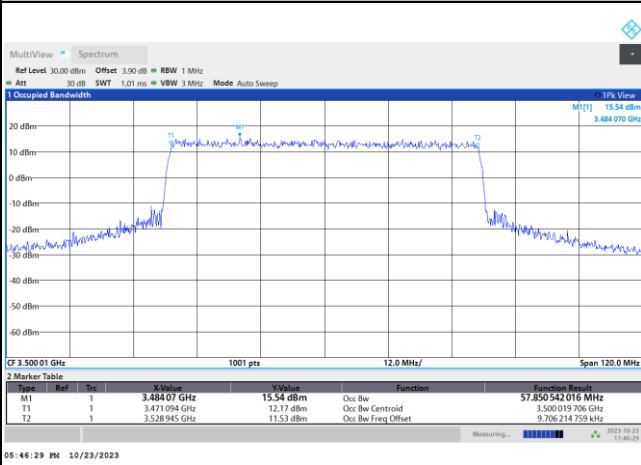 MultiView Spectrum
Ref Level 30.00 dBm Offset 3.90 dB RBW 1 MHz
Att 30 dB SWT 1.01 ms VBW 3 MHz Mode Auto Sweep
1 Occupied Bandwidth 1Pk View
M1[1] 15.54 dBm
3.484 070 GHz
20 dBm
T1
M1
T2
10 dBm
0 dBm
-10 dBm
-20 dBm
-30 dBm
-40 dBm
-50 dBm
-60 dBm
CF 3.500 01 GHz 1001 pts 12.0 MHz/ Span 120.0 MHz
2 Marker Table
Type Ref Trc X-Value Y-Value Function Function Result
M1 1 3.484 07 GHz 15.54 dBm Occ Bw 57.850 542 016 MHz
T1 1 3.471 094 GHz 12.17 dBm Occ Bw Centroid 3.500 019 706 GHz
T2 1 3.528 945 GHz 11.53 dBm Occ Bw Freq Offset 9.706 214 759 kHz
Measuring... 2023-10-23
17:46:29
05:46:29 PM 10/23/2023